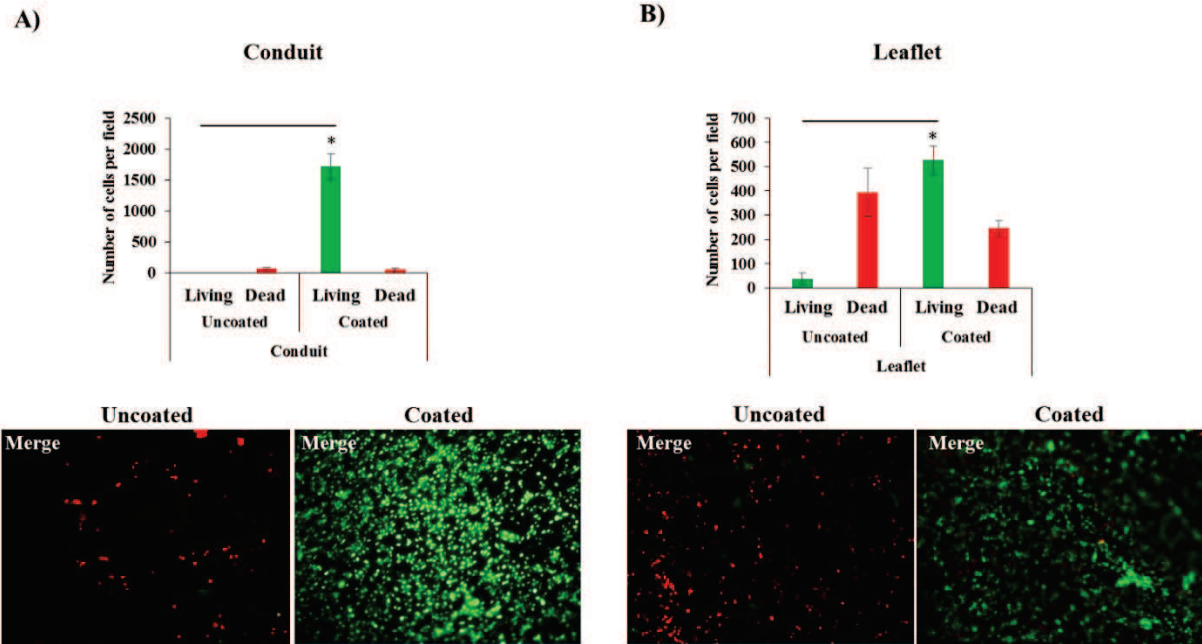 A)
Conduit
Number of cells per field
2500
2000
1500
1000
500
0
*
Living Dead Living Dead
Uncoated Coated
Conduit
Uncoated Coated
Merge Merge
B)
Leaflet
Number of cells per field
700
600
500
400
300
200
100
0
*
Living Dead Living Dead
Uncoated Coated
Leaflet
Uncoated Coated
Merge Merge